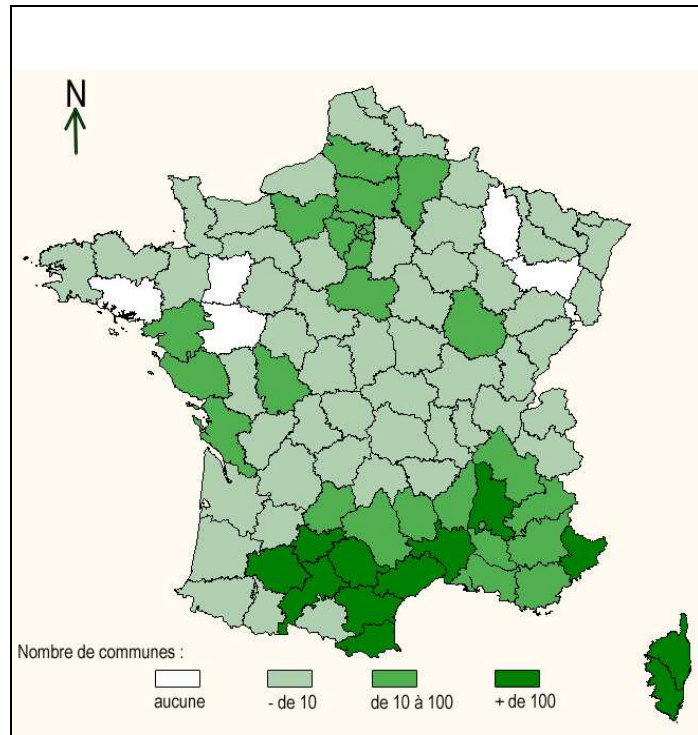 N
Nombre de communes :
aucune
- de 10
de 10 à 100
+ de 100